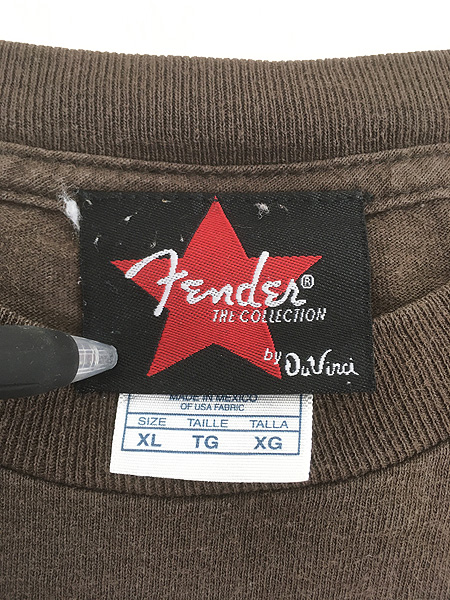 Fender®
THE COLLECTION
by DaVinci
MADE IN MEXICO
OF USA FABRIC
SIZE TAILLE TALLA
XL TG XG